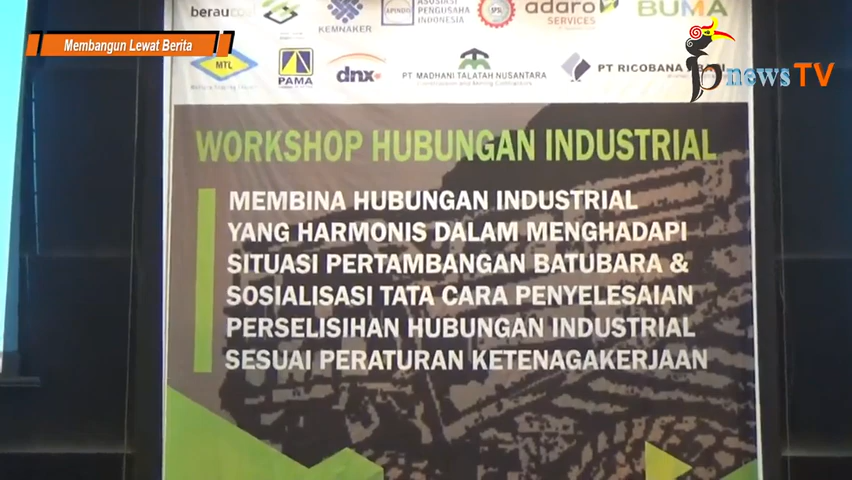 Membangun Lewat Berita
berau
KEMNAKER
APINDO
ASOSIASI
PENGUSAHA
INDONESIA
adaro
SERVICES
BUMA
MTL
PAMA
dnx
PT MADHANI TALATAH NUSANTARA
PT RICOBANA
newsTV
WORKSHOP HUBUNGAN INDUSTRIAL
MEMBINA HUBUNGAN INDUSTRIAL
YANG HARMONIS DALAM MENGHADAPI
SITUASI PERTAMBANGAN BATUBARA &
SOSIALISASI TATA CARA PENYELESAIAN
PERSELISIHAN HUBUNGAN INDUSTRIAL
SESUAI PERATURAN KETENAGAKERJAAN